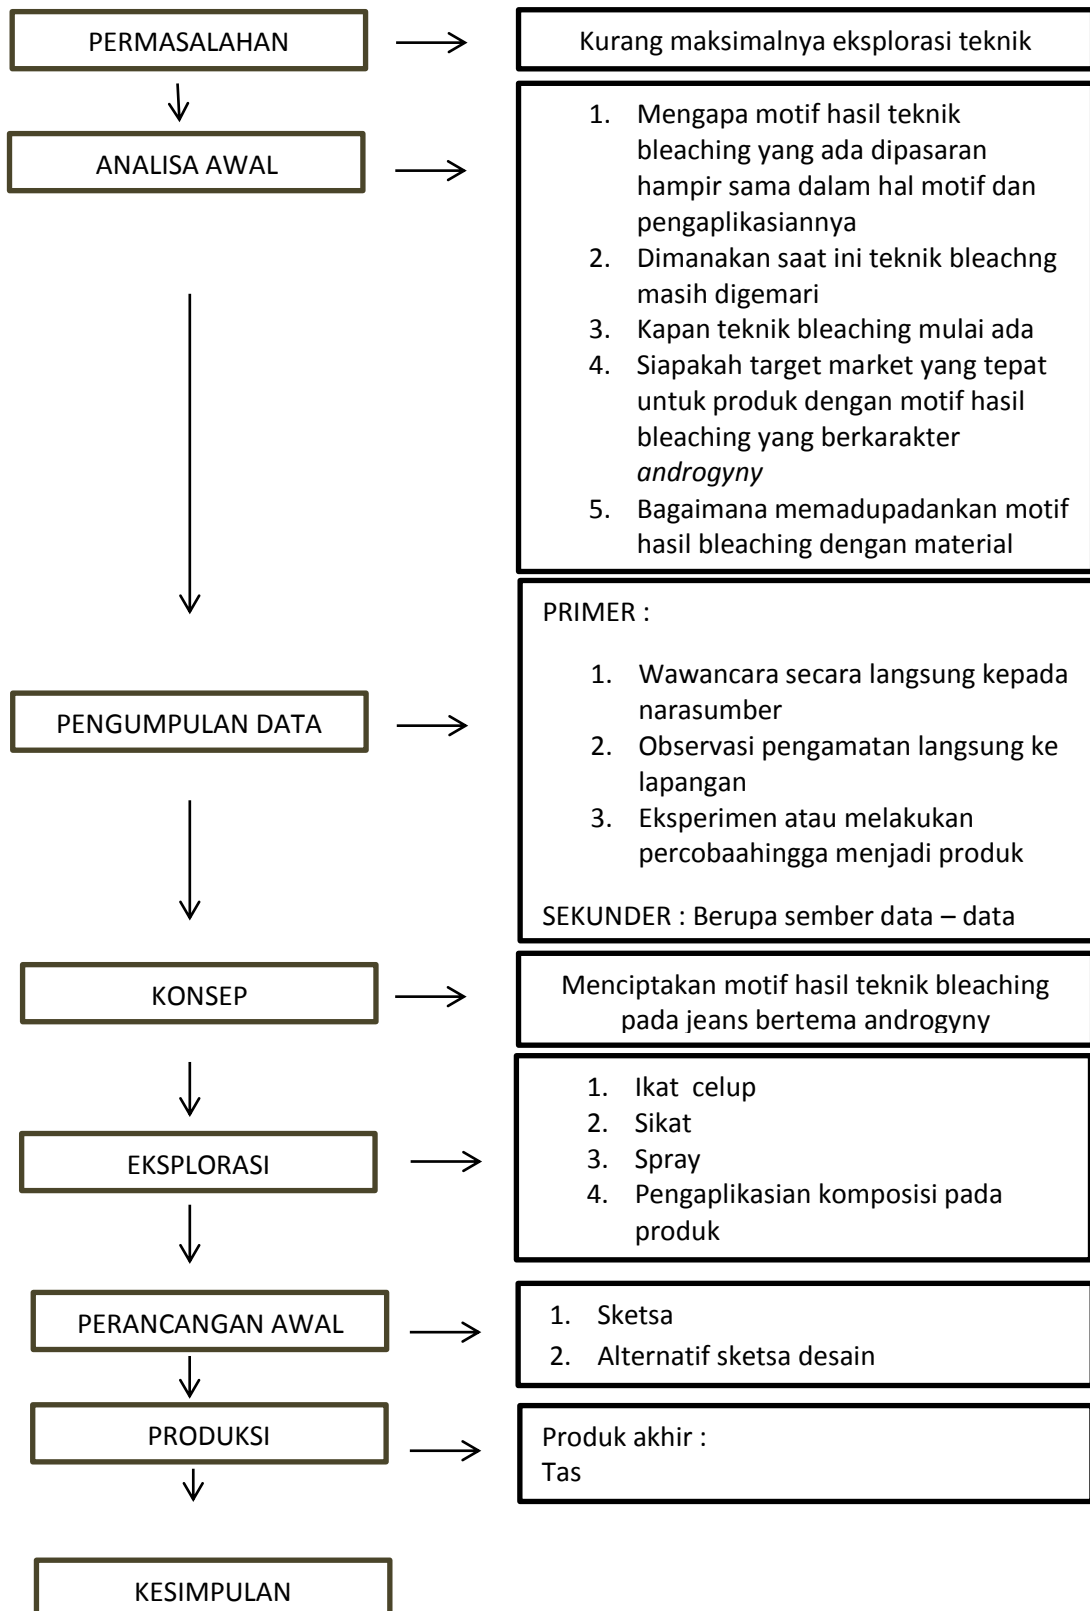 PERMASALAHAN
Kurang maksimalnya eksplorasi teknik
ANALISA AWAL
1. Mengapa motif hasil teknik
bleaching yang ada dipasaran
hampir sama dalam hal motif dan
pengaplikasiannya
2. Dimanakan saat ini teknik bleachng
masih digemari
3. Kapan teknik bleaching mulai ada
4. Siapakah target market yang tepat
untuk produk dengan motif hasil
bleaching yang berkarakter
androgyny
5. Bagaimana memadupadankan motif
hasil bleaching dengan material
PENGUMPULAN DATA
PRIMER :
1. Wawancara secara langsung kepada
narasumber
2. Observasi pengamatan langsung ke
lapangan
3. Eksperimen atau melakukan
percobaahingga menjadi produk
SEKUNDER : Berupa sember data – data
KONSEP
Menciptakan motif hasil teknik bleaching
pada jeans bertema androgyny
EKSPLORASI
1. Ikat celup
2. Sikat
3. Spray
4. Pengaplikasian komposisi pada
produk
PERANCANGAN AWAL
1. Sketsa
2. Alternatif sketsa desain
PRODUKSI
Produk akhir :
Tas
KESIMPULAN